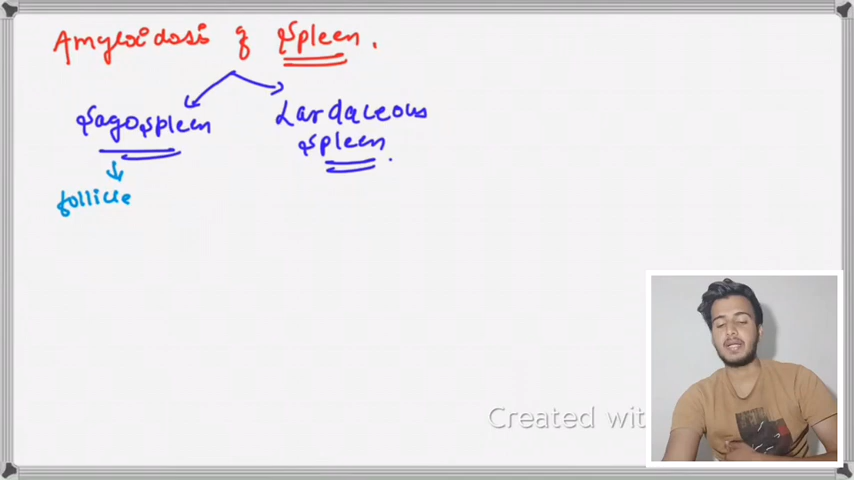 Amyloidosis of Spleen.
Sagospleen
Lardaceous
Spleen.
follicle
Created wit